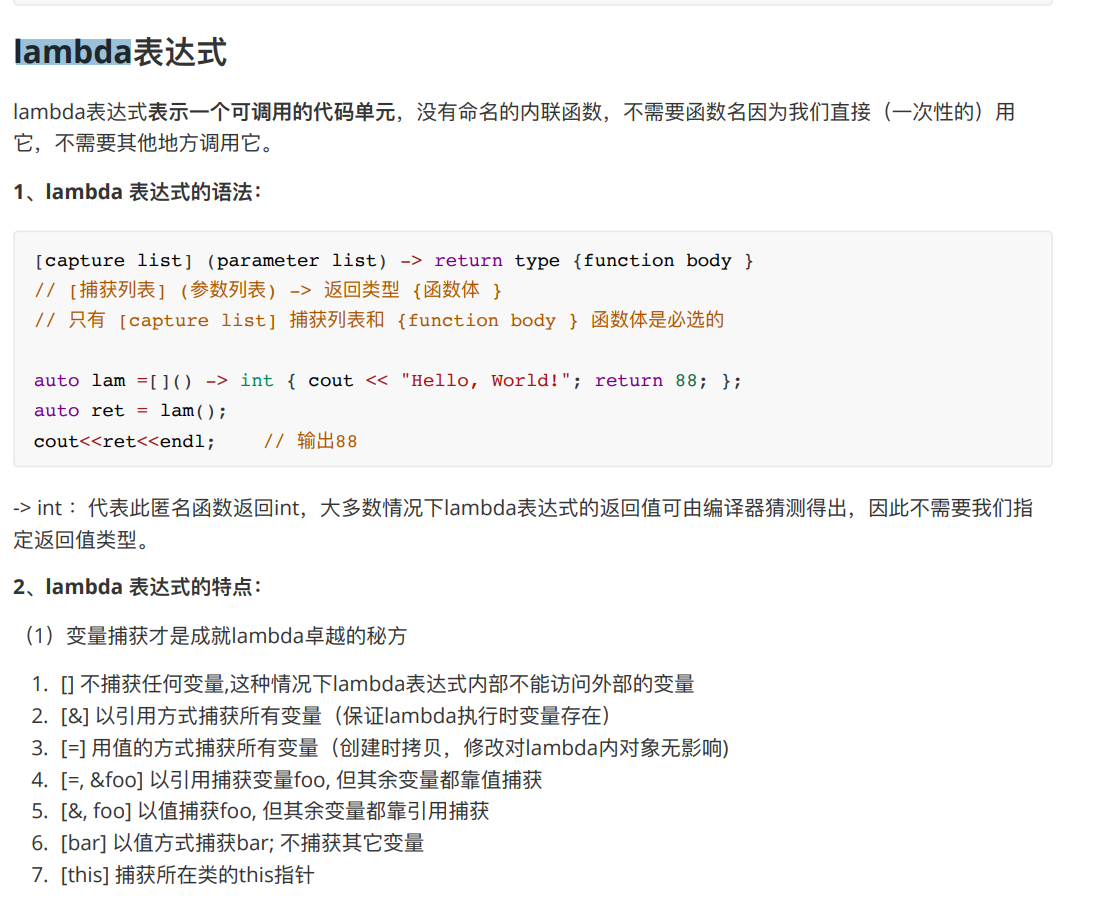 lambda表达式
lambda表达式表示一个可调用的代码单元，没有命名的内联函数，不需要函数名因为我们直接（一次性的）用
它，不需要其他地方调用它。
1、lambda 表达式的语法：
[capture list] (parameter list) -> return type {function body }
// [捕获列表] (参数列表) -> 返回类型 {函数体 }
// 只有 [capture list] 捕获列表和 {function body } 函数体是必选的
auto lam =[]() -> int { cout << "Hello, World!"; return 88; };
auto ret = lam();
cout<<ret<<endl;    // 输出88
-> int ：代表此匿名函数返回int，大多数情况下lambda表达式的返回值可由编译器猜测得出，因此不需要我们指
定返回值类型。
2、lambda 表达式的特点：
（1）变量捕获才是成就lambda卓越的秘方
1. [] 不捕获任何变量,这种情况下lambda表达式内部不能访问外部的变量
2. [&] 以引用方式捕获所有变量（保证lambda执行时变量存在）
3. [=] 用值的方式捕获所有变量（创建时拷贝，修改对lambda内对象无影响)
4. [=, &foo] 以引用捕获变量foo, 但其余变量都靠值捕获
5. [&, foo] 以值捕获foo, 但其余变量都靠引用捕获
6. [bar] 以值方式捕获bar; 不捕获其它变量
7. [this] 捕获所在类的this指针